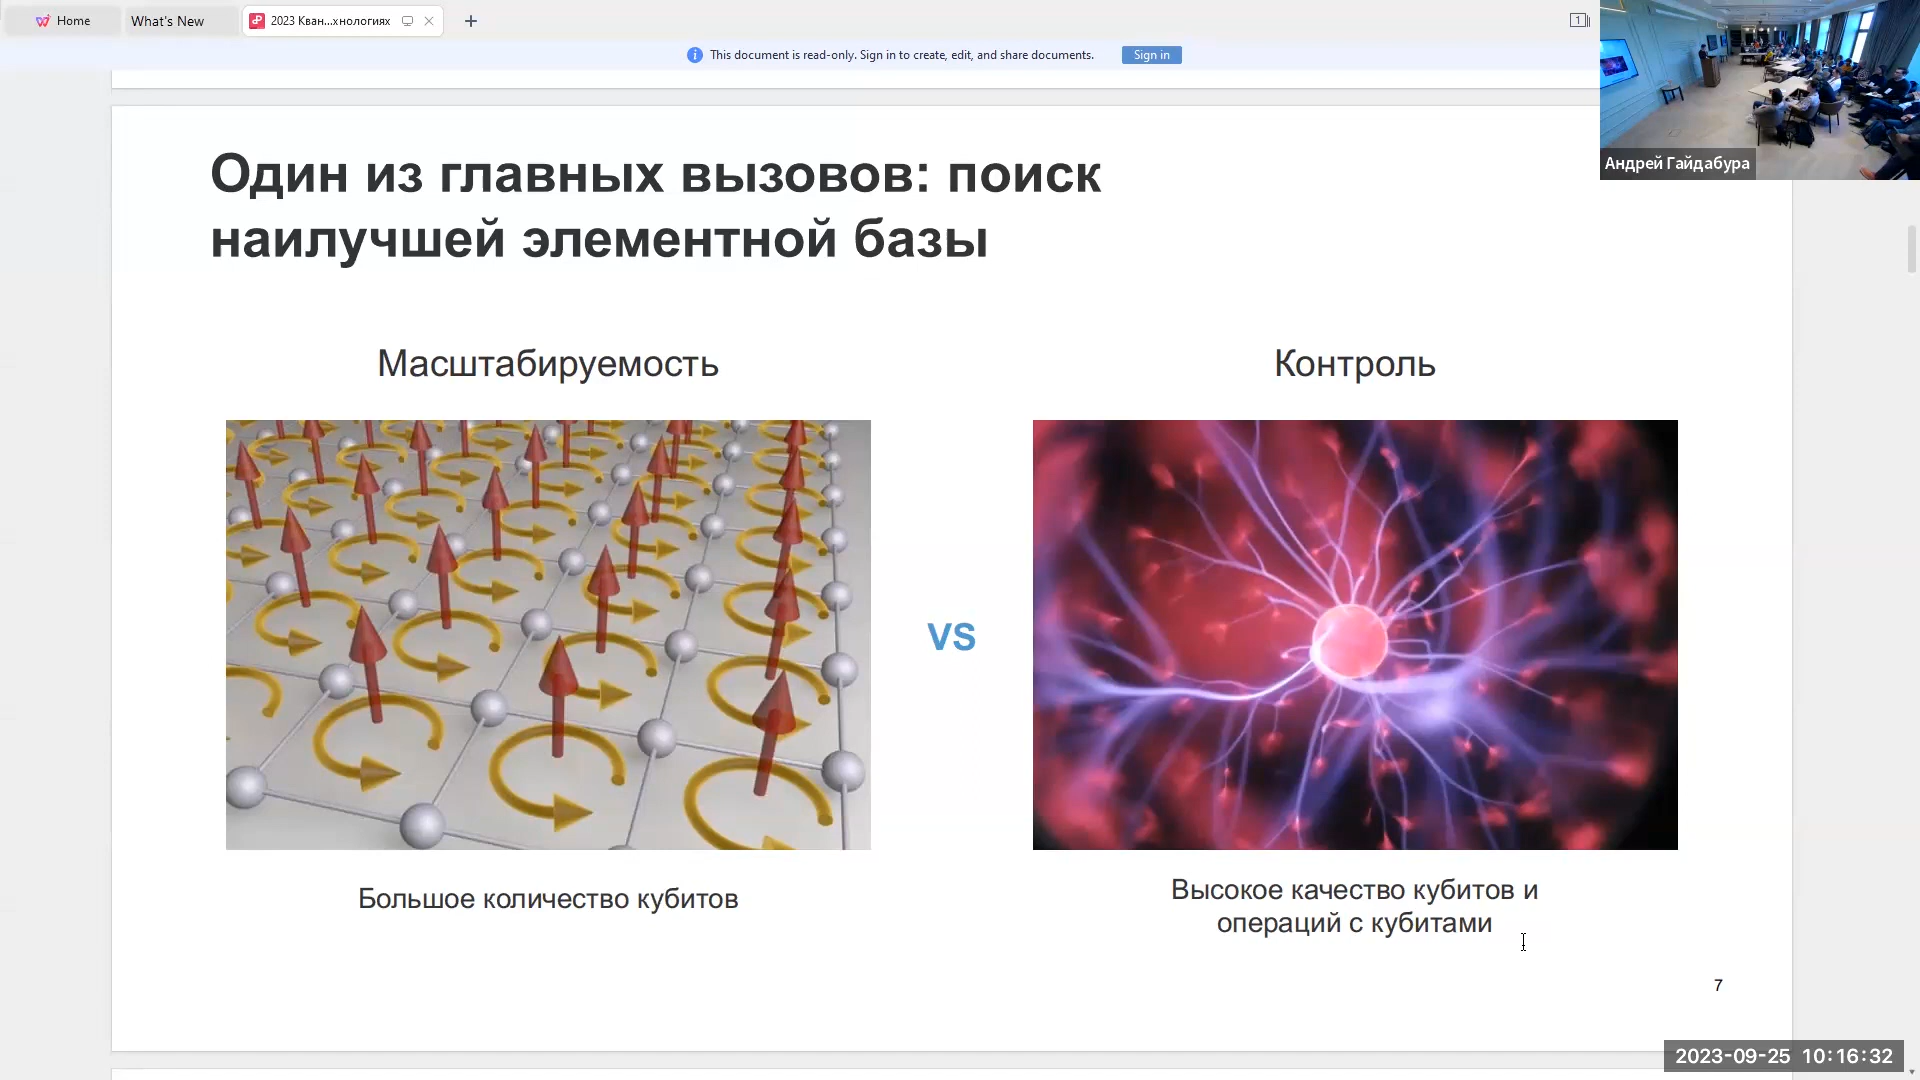 Home
What's New
2023 Кван...хнологиях
1
This document is read-only. Sign in to create, edit, and share documents.
Sign in
Андрей Гайдабура
Один из главных вызовов: поиск
наилучшей элементной базы
Масштабируемость
Контроль
VS
Большое количество кубитов
Высокое качество кубитов и
операций с кубитами
7
2023-09-25 10:16:32